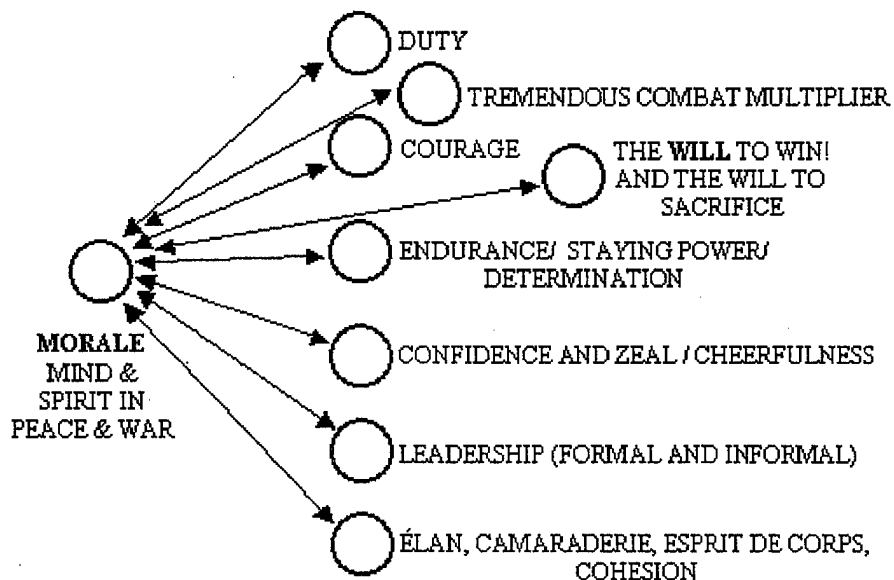 DUTY
TREMENDOUS COMBAT MULTIPLIER
COURAGE
THE WILL TO WIN!
AND THE WILL TO
SACRIFICE
ENDURANCE/ STAYING POWER/
DETERMINATION
MORALE
MIND &
SPIRIT IN
PEACE & WAR
CONFIDENCE AND ZEAL / CHEERFULNESS
LEADERSHIP (FORMAL AND INFORMAL)
ÉLAN, CAMARADERIE, ESPRIT DE CORPS,
COHESION